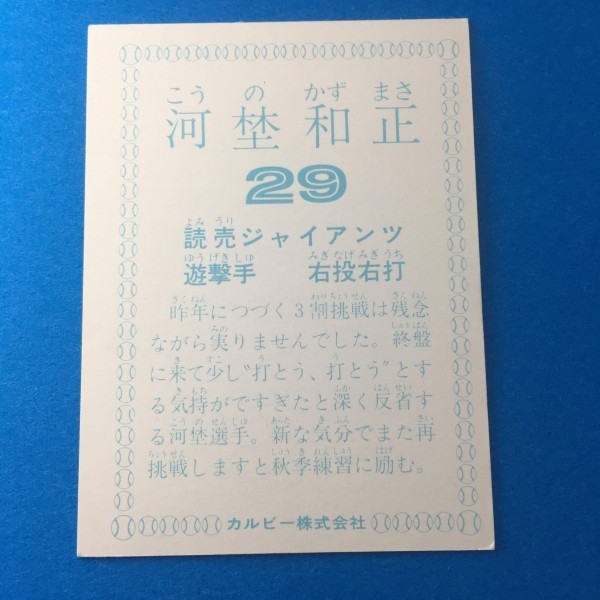 こう の かず まさ
河埜和正
29
よみ うり
読売ジャイアンツ
ゆう げき しゅ みぎ なげ みぎ うち
遊撃手 右投右打
さく ねん わり ちょう せん ざん ねん
昨年につづく3割挑戦は残念
みの しゅう ばん
ながら実りませんでした。終盤
き すこ う う
に来て少し“打とう、打とう”とす
き もち ふか はん せい
る気持がですぎたと深く反省す
こう の せん しゅ あらた き ぶん さい
る河埜選手。新な気分でまた再
ちょう せん しゅう き れん しゅう はげ
挑戦しますと秋季練習に励む。
カルビー株式会社